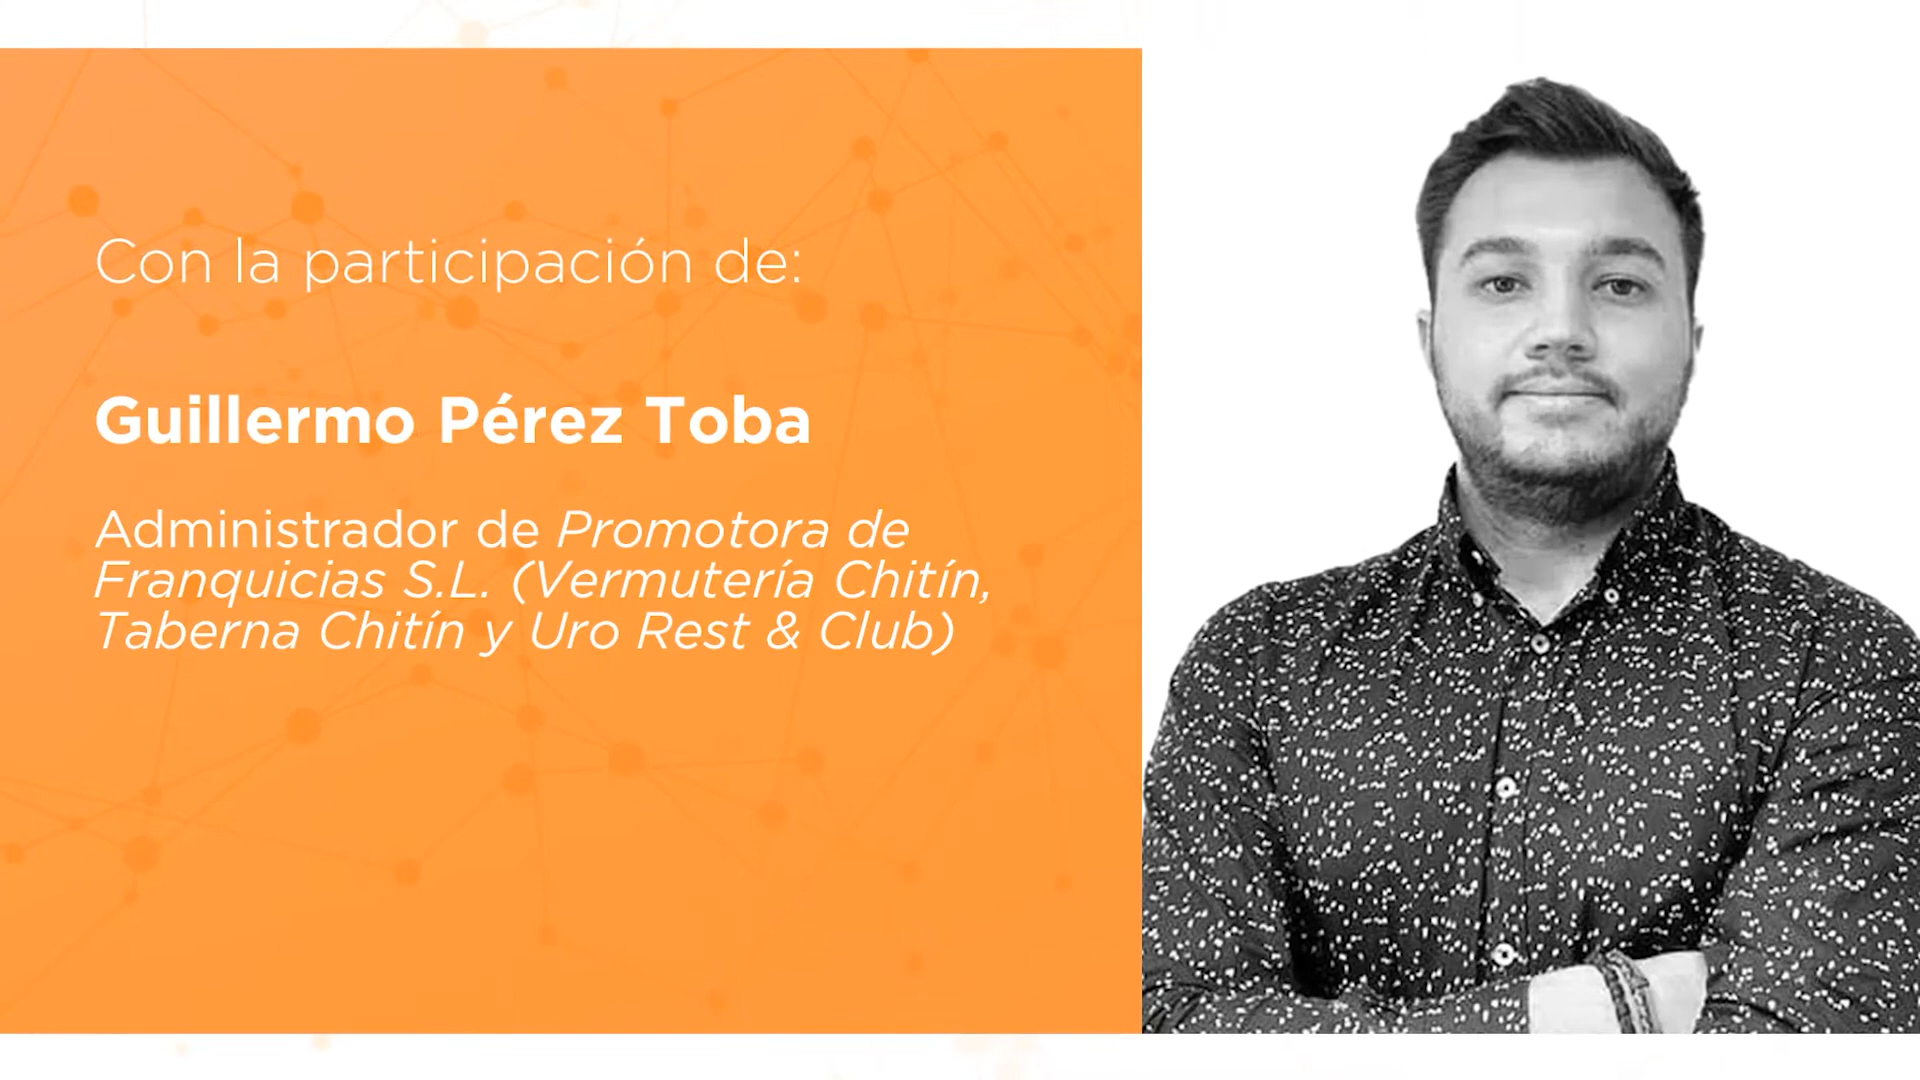 Con la participación de:
Guillermo Pérez Toba
Administrador de Promotora de
Franquicias S.L. (Vermutería Chitín,
Taberna Chitín y Uro Rest & Club)